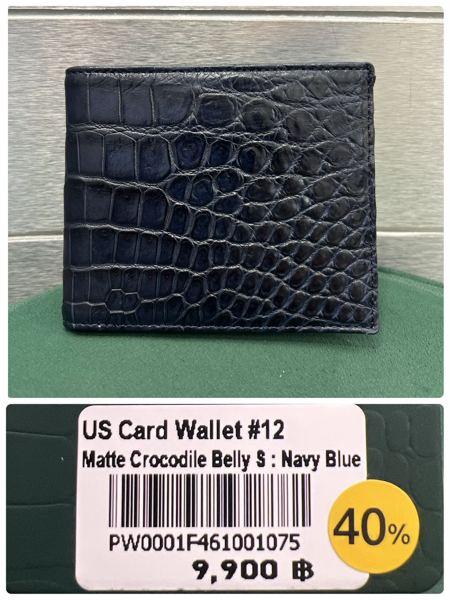 US Card Wallet #12
Matte Crocodile Belly S : Navy Blue
PW0001F461001075
9,900 ฿
40%